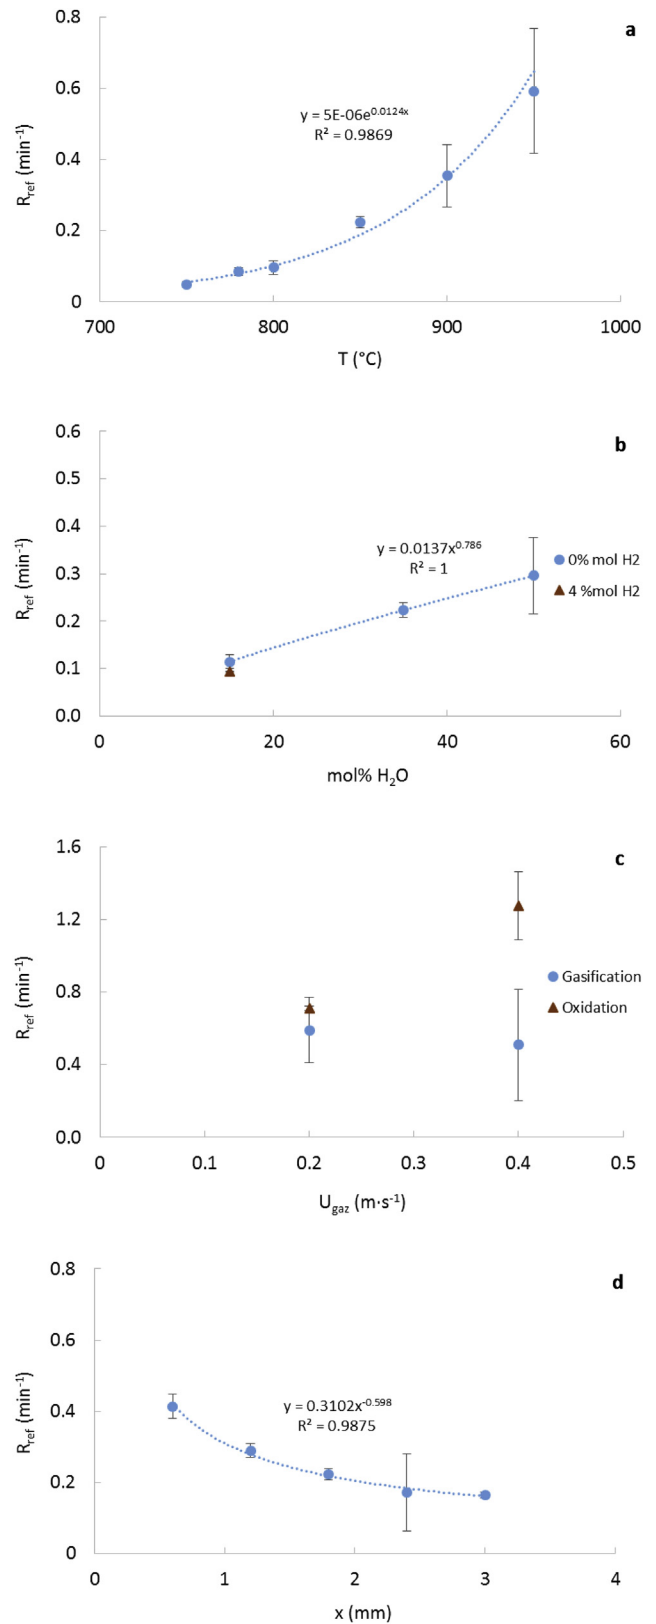 a
0.8
0.6
0.4
0.2
0
R_ref (min⁻¹)
y = 5E-06e^0.0124x
R² = 0.9869
700 800 900 1000
T (°C)
b
0.6
0.5
0.4
0.3
0.2
0.1
0.0
R_ref (min⁻¹)
y = 0.0137x^0.786
R² = 1
0% mol H2
4 %mol H2
0 20 40 60
mol% H₂O
c
1.6
1.2
0.8
0.4
0.0
R_ref (min⁻¹)
Gasification
Oxidation
0 0.1 0.2 0.3 0.4 0.5
U_gaz (m·s⁻¹)
d
0.8
0.6
0.4
0.2
0
R_ref (min⁻¹)
y = 0.3102x^-0.598
R² = 0.9875
0 1 2 3 4
x (mm)